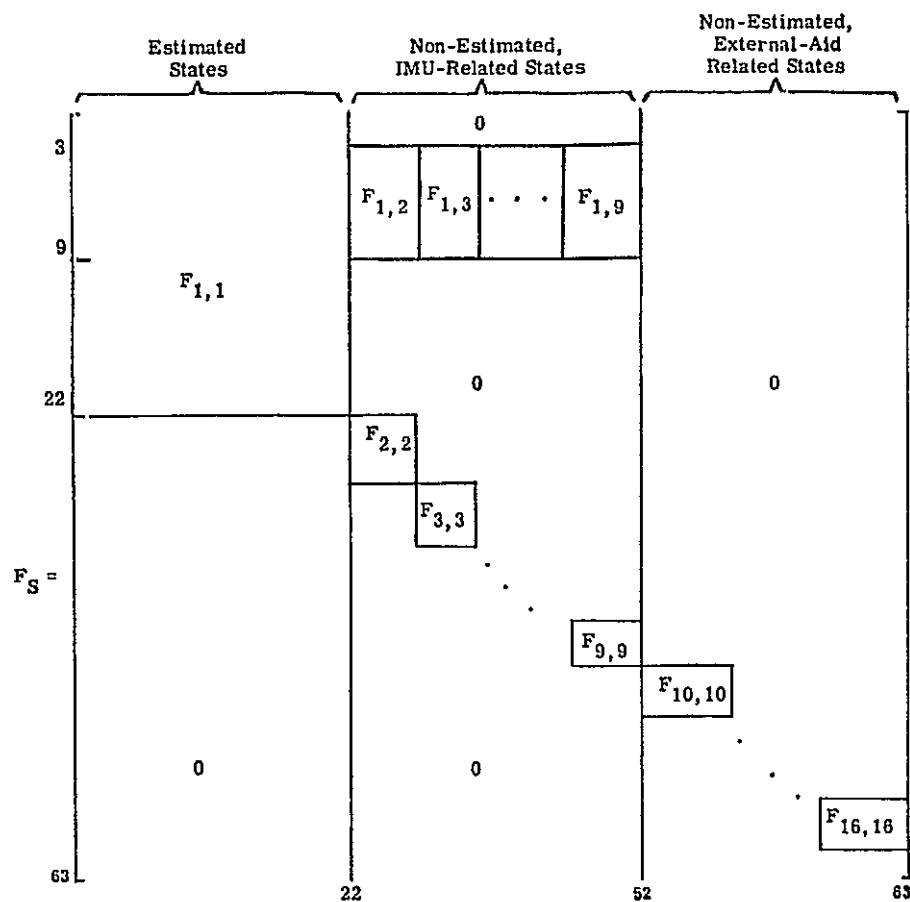 Estimated
States
Non-Estimated,
IMU-Related States
Non-Estimated,
External-Aid
Related States
0
3
F1,2 F1,3 . . . F1,9
9
F1,1
0 0
22
F2,2
F3,3
FS =
F9,9
F10,10
0 0
F16,16
63
22 52 63